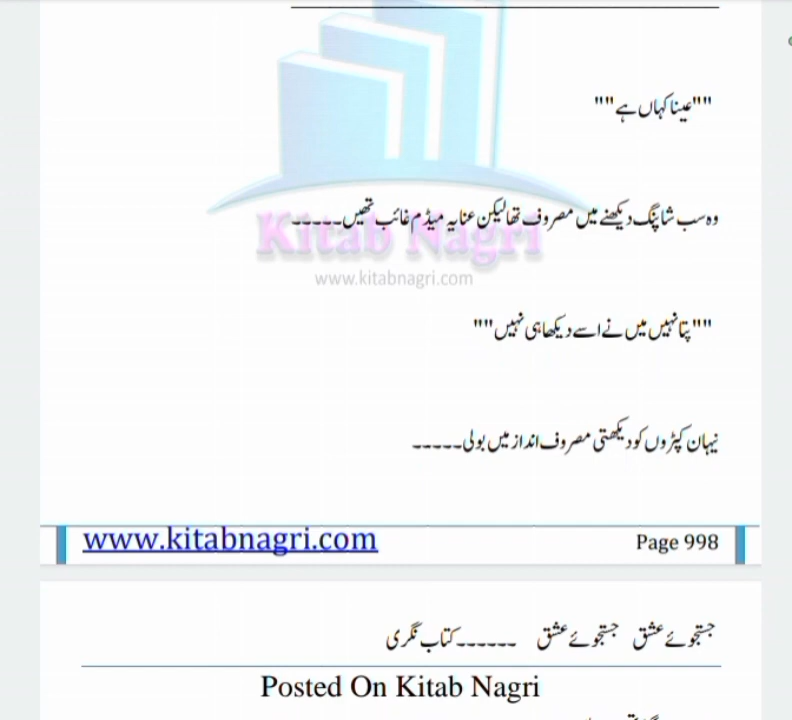 ""عینا کہاں ہے""
وہ سب شاپنگ دیکھنے میں مصروف تھا لیکن عنایہ میڈم غائب تھیں-----
Kitab Nagri
www.kitabnagri.com
""پتا نہیں میں نے اسے دیکھا ہی نہیں""
نیہان کپڑوں کو دیکھتی مصروف انداز میں بولی-----
www.kitabnagri.com Page 998
جستجوئے عشق جستجوئے عشق ------کتاب نگری
Posted On Kitab Nagri